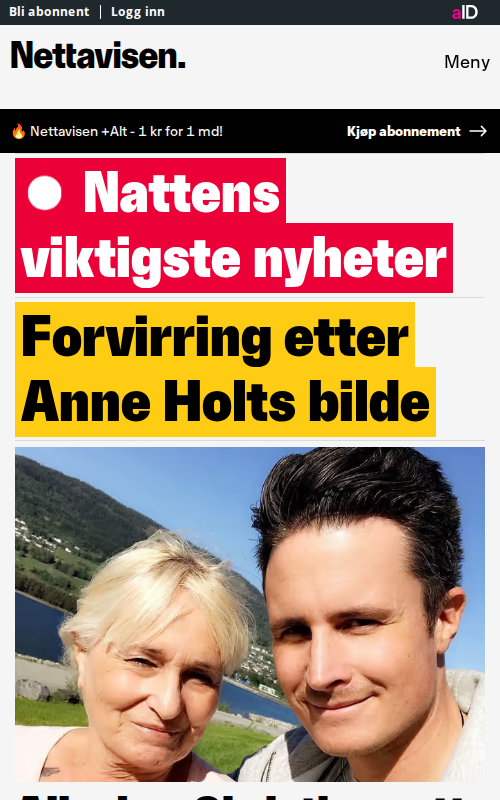 Bli abonnent | Logg inn
aID
Nettavisen.
Meny
🔥 Nettavisen +Alt - 1 kr for 1 md!
Kjøp abonnement →
Nattens
viktigste nyheter
Forvirring etter
Anne Holts bilde